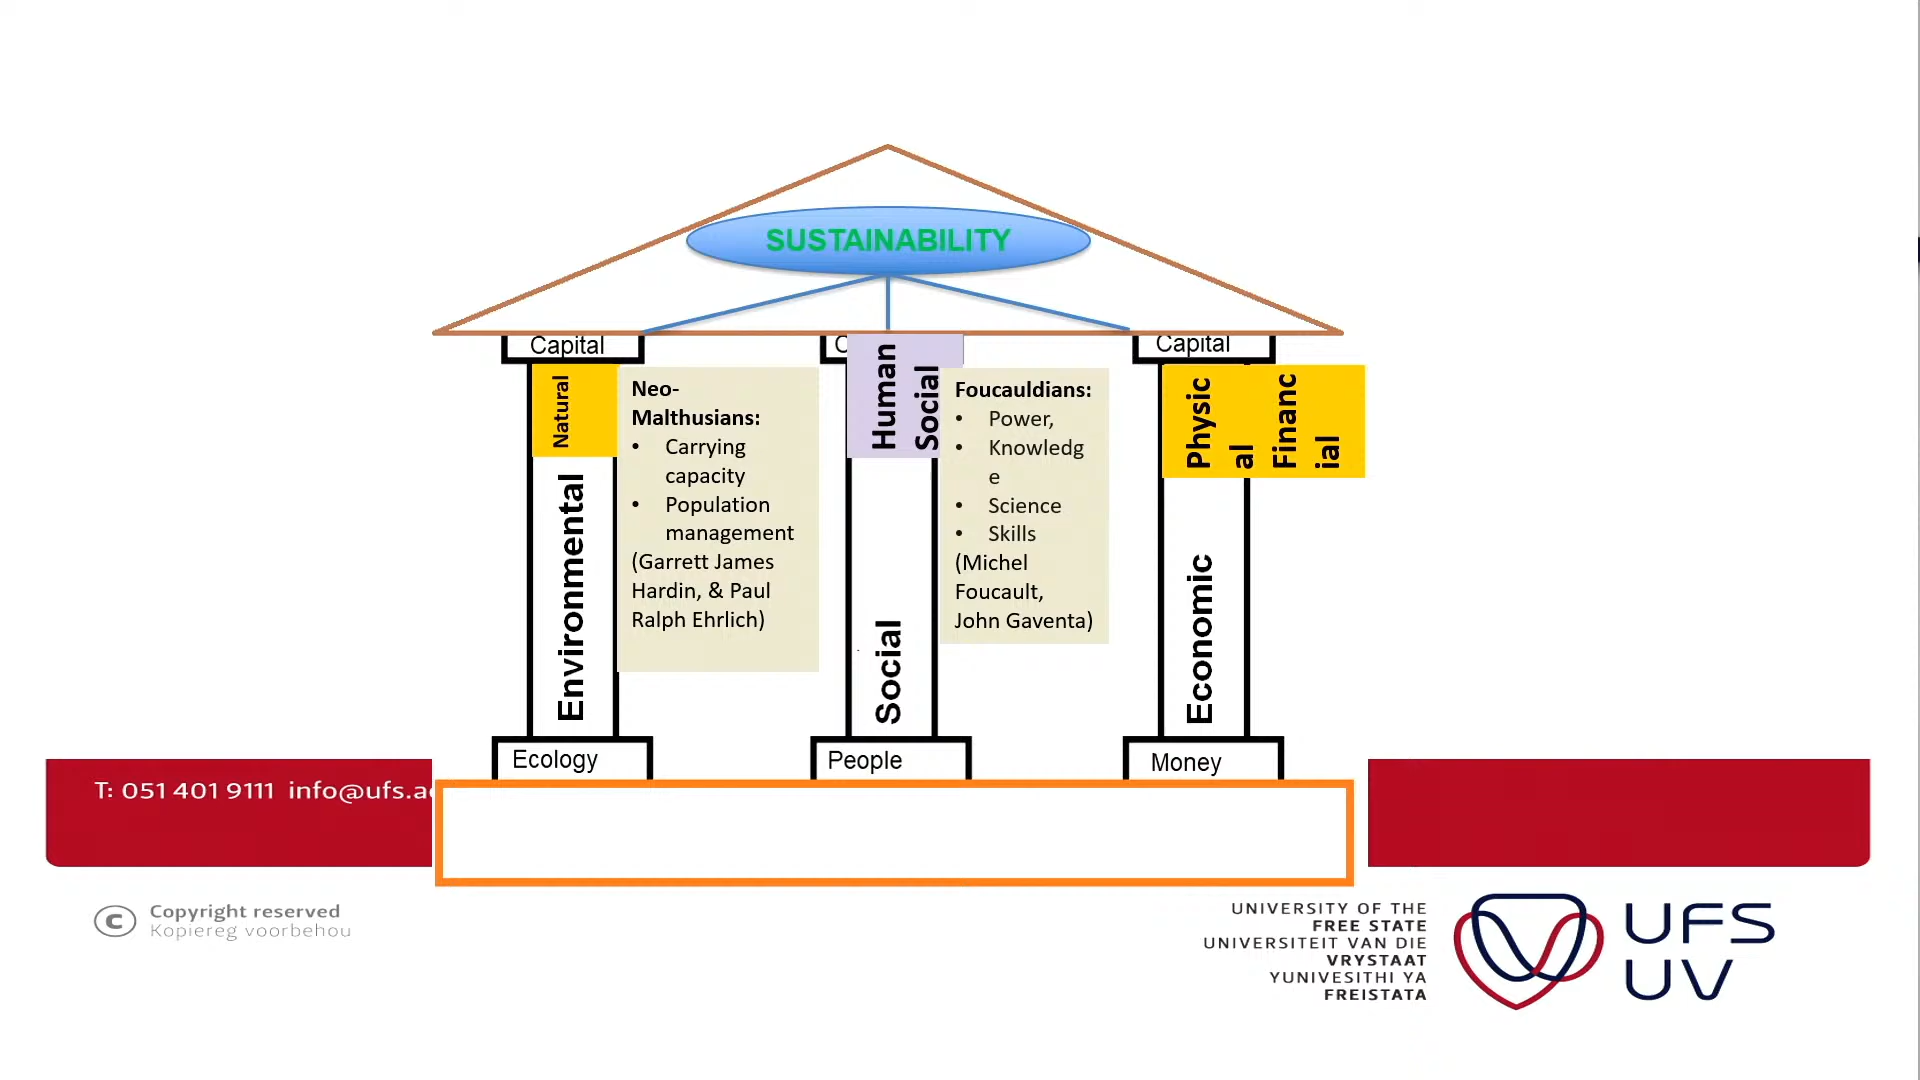 SUSTAINABILITY
Capital
C
Capital
Natural
Environmental
Ecology
Neo-
Malthusians:
• Carrying
capacity
• Population
management
(Garrett James
Hardin, & Paul
Ralph Ehrlich)
Human
Social
Social
People
Foucauldians:
• Power,
• Knowledg
e
• Science
• Skills
(Michel
Foucault,
John Gaventa)
Physic
al
Financ
ial
Economic
Money
T: 051 401 9111 info@ufs.ac
Copyright reserved
Kopiereg voorbehou
UNIVERSITY OF THE
FREE STATE
UNIVERSITEIT VAN DIE
VRYSTAAT
YUNIVESITHI YA
FREISTATA
UFS
UV